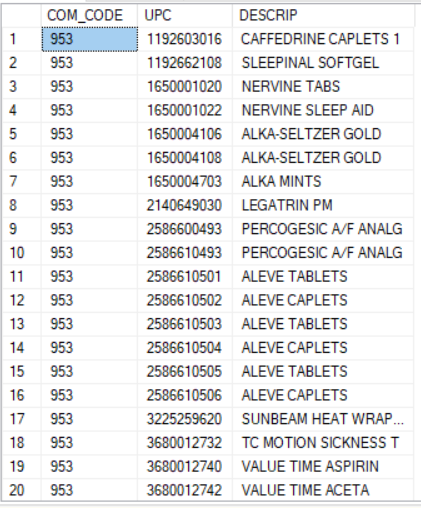 COM_CODE UPC DESCRIP
1 953 1192603016 CAFFEDRINE CAPLETS 1
2 953 1192662108 SLEEPINAL SOFTGEL
3 953 1650001020 NERVINE TABS
4 953 1650001022 NERVINE SLEEP AID
5 953 1650004106 ALKA-SELTZER GOLD
6 953 1650004108 ALKA-SELTZER GOLD
7 953 1650004703 ALKA MINTS
8 953 2140649030 LEGATRIN PM
9 953 2586600493 PERCOGESIC A/F ANALG
10 953 2586610493 PERCOGESIC A/F ANALG
11 953 2586610501 ALEVE TABLETS
12 953 2586610502 ALEVE CAPLETS
13 953 2586610503 ALEVE TABLETS
14 953 2586610504 ALEVE CAPLETS
15 953 2586610505 ALEVE TABLETS
16 953 2586610506 ALEVE CAPLETS
17 953 3225259620 SUNBEAM HEAT WRAP...
18 953 3680012732 TC MOTION SICKNESS T
19 953 3680012740 VALUE TIME ASPIRIN
20 953 3680012742 VALUE TIME ACETA